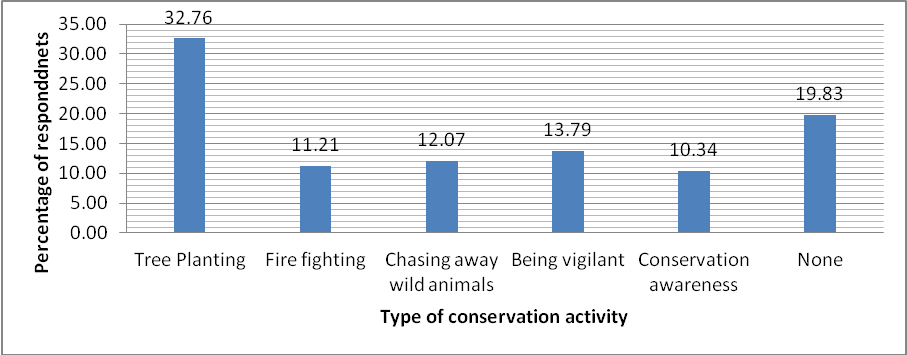 Percentage of responddnets
35.00
30.00
25.00
20.00
15.00
10.00
5.00
0.00
32.76
11.21
12.07
13.79
10.34
19.83
Tree Planting
Fire fighting
Chasing away
wild animals
Being vigilant
Conservation
awareness
None
Type of conservation activity